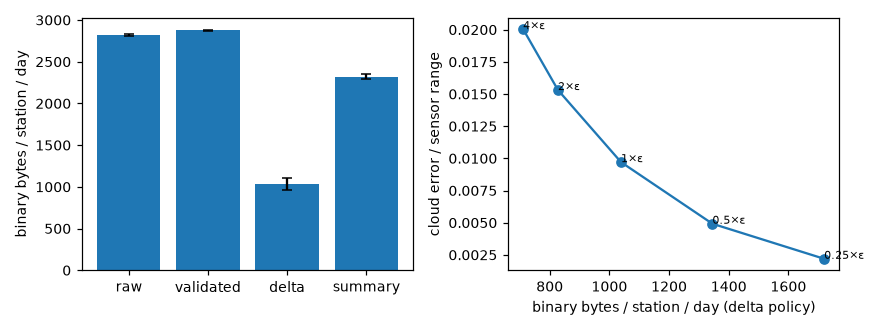 binary bytes / station / day
3000
2500
2000
1500
1000
500
0
raw validated delta summary
cloud error / sensor range
0.0200
0.0175
0.0150
0.0125
0.0100
0.0075
0.0050
0.0025
4×ε
2×ε
1×ε
0.5×ε
0.25×ε
800 1000 1200 1400 1600
binary bytes / station / day (delta policy)